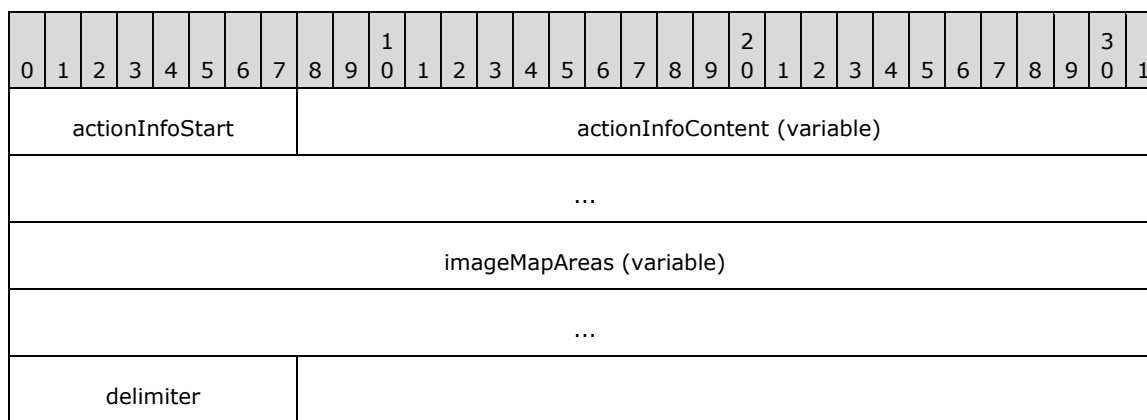 1 2 3
0 1 2 3 4 5 6 7 8 9 0 1 2 3 4 5 6 7 8 9 0 1 2 3 4 5 6 7 8 9 0 1
actionInfoStart actionInfoContent (variable)
...
imageMapAreas (variable)
...
delimiter